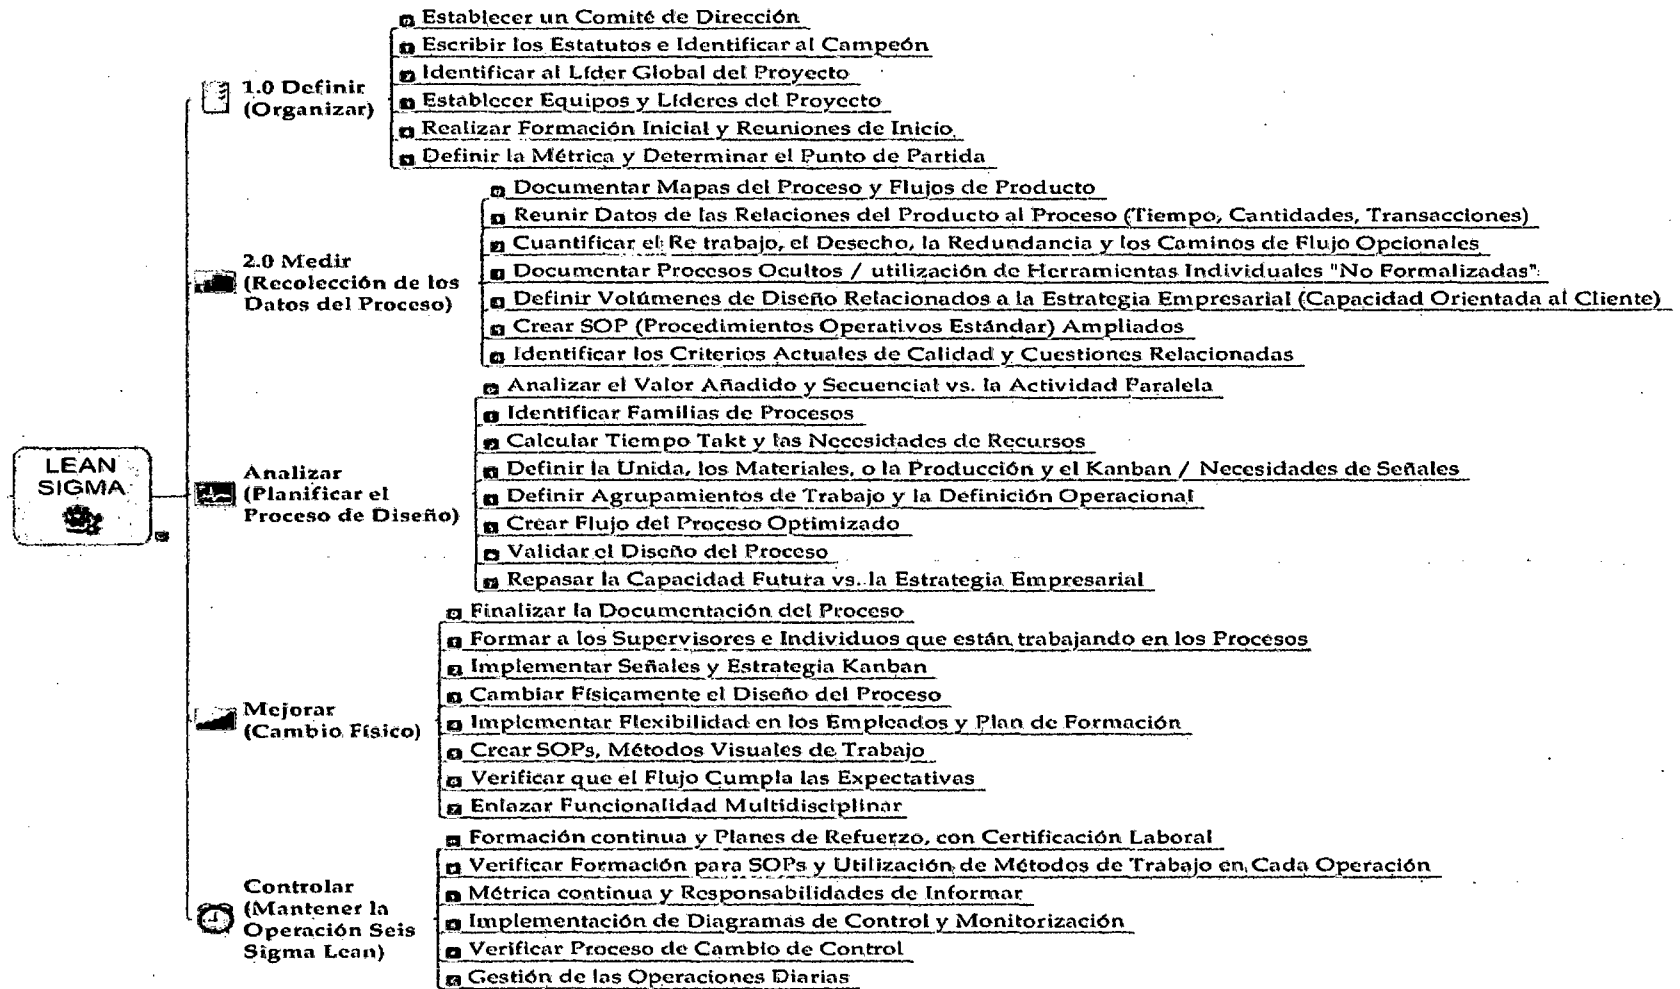 Establecer un Comité de Dirección
Escribir los Estatutos e Identificar al Campeón
Identificar al Líder Global del Proyecto
1.0 Definir
(Organizar)
Establecer Equipos y Líderes del Proyecto
Realizar Formación Inicial y Reuniones de Inicio
Definir la Métrica y Determinar el Punto de Partida
Documentar Mapas del Proceso y Flujos de Producto
Reunir Datos de las Relaciones del Producto al Proceso (Tiempo, Cantidades, Transacciones)
Cuantificar el Re trabajo, el Desecho, la Redundancia y los Caminos de Flujo Opcionales
2.0 Medir
(Recolección de los
Datos del Proceso)
Documentar Procesos Ocultos / utilización de Herramientas Individuales "No Formalizadas"
Definir Volúmenes de Diseño Relacionados a la Estrategia Empresarial (Capacidad Orientada al Cliente)
Crear SOP (Procedimientos Operativos Estándar) Ampliados
Identificar los Criterios Actuales de Calidad y Cuestiones Relacionadas
LEAN
SIGMA
Analizar el Valor Añadido y Secuencial vs. la Actividad Paralela
Identificar Familias de Procesos
Calcular Tiempo Takt y las Necesidades de Recursos
Analizar
(Planificar el
Proceso de Diseño)
Definir la Unida, los Materiales, o la Producción y el Kanban / Necesidades de Señales
Definir Agrupamientos de Trabajo y la Definición Operacional
Crear Flujo del Proceso Optimizado
Validar el Diseño del Proceso
Repasar la Capacidad Futura vs. la Estrategia Empresarial
Finalizar la Documentación del Proceso
Formar a los Supervisores e Individuos que están trabajando en los Procesos
Implementar Señales y Estrategia Kanban
Cambiar Físicamente el Diseño del Proceso
Mejorar
(Cambio Físico)
Implementar Flexibilidad en los Empleados y Plan de Formación
Crear SOPs, Métodos Visuales de Trabajo
Verificar que el Flujo Cumpla las Expectativas
Enlazar Funcionalidad Multidisciplinar
Formación continua y Planes de Refuerzo, con Certificación Laboral
Verificar Formación para SOPs y Utilización de Métodos de Trabajo en Cada Operación
Métrica continua y Responsabilidades de Informar
Controlar
(Mantener la
Operación Seis
Sigma Lean)
Implementación de Diagramas de Control y Monitorización
Verificar Proceso de Cambio de Control
Gestión de las Operaciones Diarias